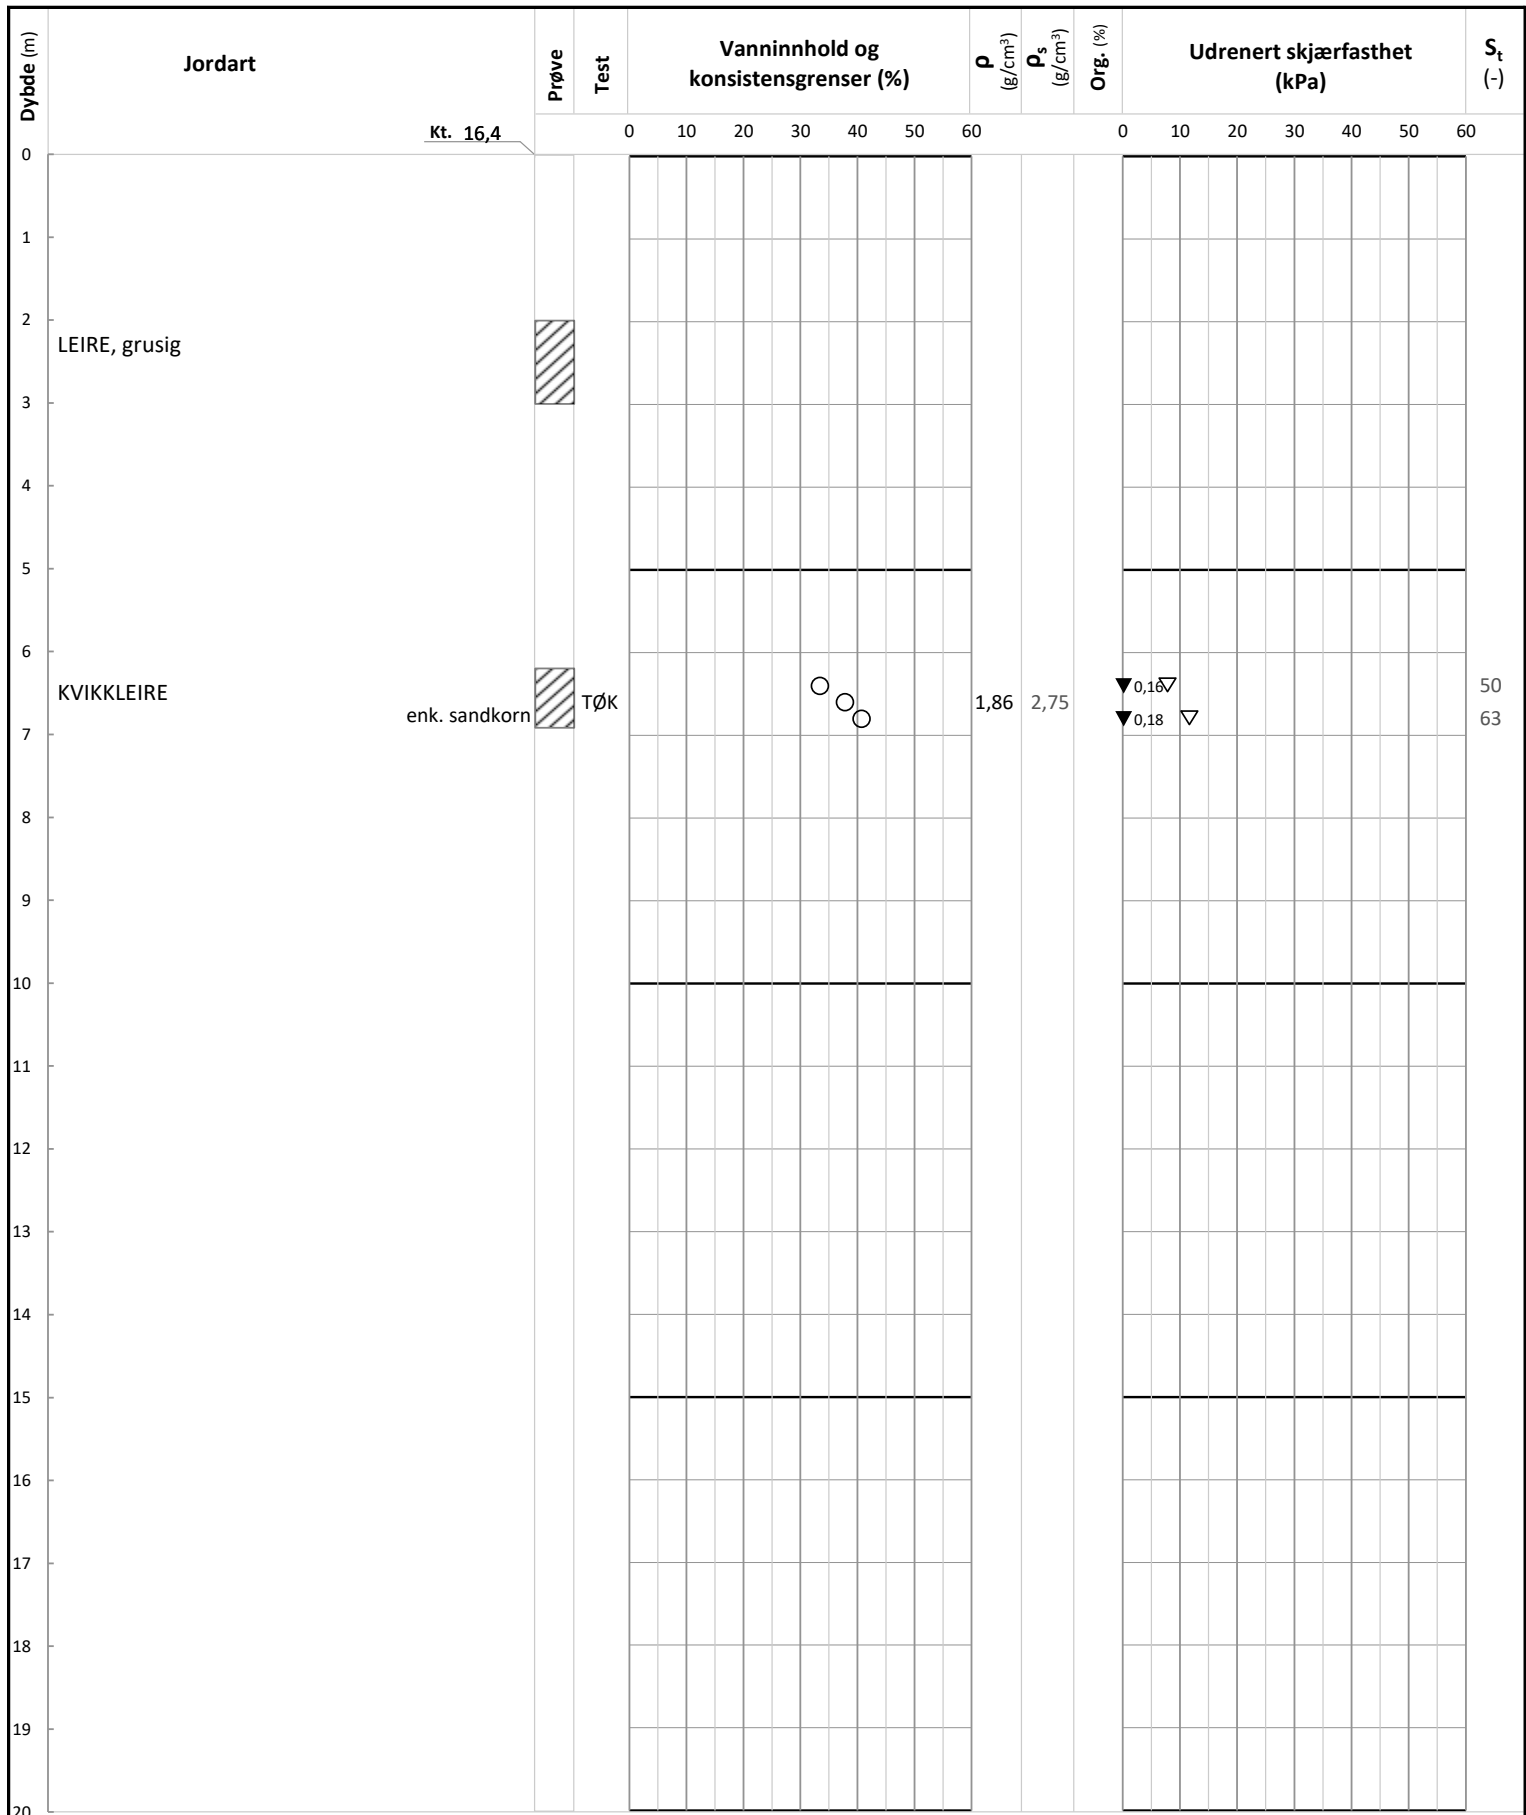 Dybde (m)
Jordart
Prøve
Test
Vanninnhold og
konsistensgrenser (%)
ρ
(g/cm³)
ρs
(g/cm³)
Org. (%)
Udrenert skjærfasthet
(kPa)
St
(-)
Kt. 16,4
0 10 20 30 40 50 60
0 10 20 30 40 50 60
0
1
2
LEIRE, grusig
3
4
5
6
KVIKKLEIRE
enk. sandkorn
TØK
1,86
2,75
0,16
50
0,18
63
7
8
9
10
11
12
13
14
15
16
17
18
19
20